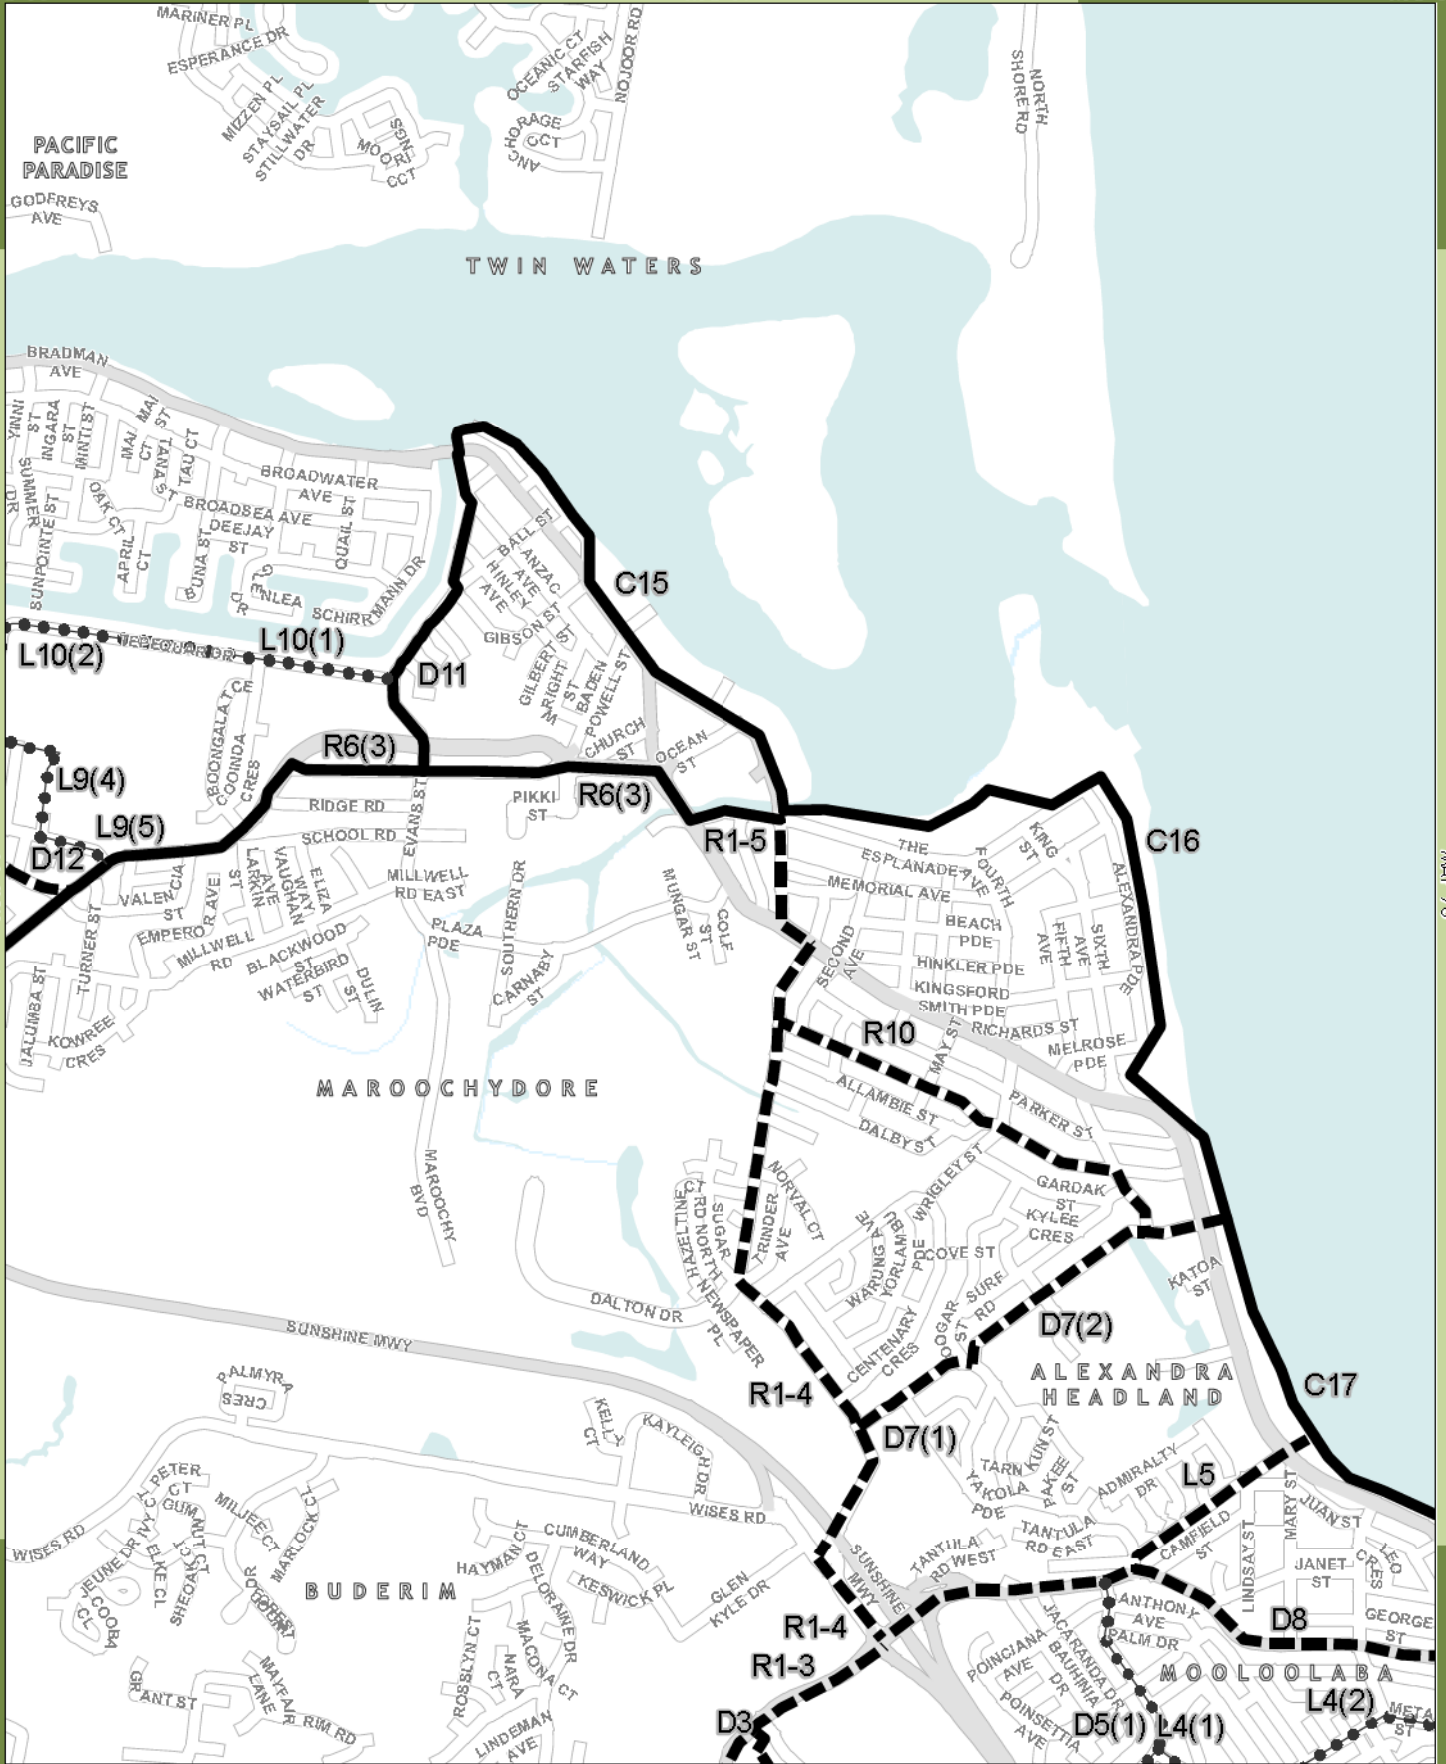 MARINER PL
ESPERANCE DR
MIZZEN PL
STAYSAIL PL
STILLWATER
DR
MOORINGS
CCT
OCEANIC CT
STARFISH
WAY
NOJOOR RD
ANCHORAGE
CCT
NORTH
SHORE RD
PACIFIC
PARADISE
GODFREYS
AVE
TWIN WATERS
BRADMAN
AVE
INGARA
ST
MINTI ST
MAI
CT
MAI
ST
TANA ST
TAU CT
SUMMER
DR
SUNPOINTE ST
OAK CT
APRIL
CT
BROADWATER
AVE
BROADSEA AVE
DEEJAY
ST
QUAIL ST
BUNA ST
GLENLEA
DR
SCHIRRMANN DR
BALL ST
ANZAC
AVE
HINLEY
AVE
GIBSON ST
GILBERT ST
WRIGHT
ST
BADEN
POWELL ST
CHURCH
ST
OCEAN
ST
C15
L10(2)
L10(1)
D11
R6(3)
R6(3)
BOONGALA TCE
COOINDA
CRES
L9(4)
L9(5)
D12
RIDGE RD
SCHOOL RD
EVANS ST
PIKKI
ST
R1-5
C16
THE
ESPLANADE
MEMORIAL AVE
FOURTH
AVE
KING
ST
BEACH
PDE
HINKLER PDE
KINGSFORD
SMITH PDE
SECOND
AVE
FIFTH
AVE
SIXTH
AVE
ALEXANDRA PDE
VALENCIA
ST
TURNER ST
EMPEROR AVE
LARKIN
ST
VAUGHAN
AVE
ELIZA
WAY
MILLWELL
RD EAST
MILLWELL
RD
BLACKWOOD
ST
WATERBIRD
ST
DULIN
ST
JALUMBA ST
KOWREE
CRES
PLAZA
PDE
SOUTHERN DR
CARNABY
ST
MUNGAR ST
GOLF
ST
R10
RICHARDS ST
MAY ST
MELROSE
PDE
PARKER ST
ALLAMBIE ST
DALBY ST
MAROOCHYDORE
MAROOCHY
BVD
WRIGLEY ST
GARDAK
ST
KYLEE
CRES
NORVAL CT
TRINDER
AVE
HAZELTINE CT
SUGAR
RD NORTH
NEWSPAPER
PL
WARUNG
AVE
YORLAMBU
PDE
COVE ST
SURF
RD
CENTENARY
CRES
KATOA
ST
DALTON DR
SUNSHINE MWY
D7(2)
ALEXANDRA
HEADLAND
R1-4
D7(1)
C17
PALMYRA
CRES
KELLY
CT
KAYLEIGH DR
WISES RD
TARN
YAKOLA
PDE
KUN ST
PAKEE
ST
ADMIRALTY
DR
L5
MARY ST
JUAN ST
LEO
CRES
JANET
ST
LINDSAY ST
CAMFIELD
ST
TANTULA
RD EAST
TANTULA
RD WEST
SUNSHINE
MWY
PETER
CT
GUM
NUT CT
IVY CT
MILJEE CT
MARLOCK CT
WISES RD
JEUNE DR
ELKE CL
SHEOAK CT
COOBA
CL
FOREST
GUM
DR
BUDERIM
CUMBERLAND
WAY
HAYMAN CT
DELORAINE DR
KESWICK PL
GLEN
KYLE DR
ROSSLYN CT
MACONA CT
NARA
CT
LINDEMAN
AVE
GRANT ST
MAYFAIR
LANE
RIM RD
R1-4
R1-3
D3
ANTHONY
AVE
PALM DR
JACARANDA DR
BAUHINIA
DR
POINCIANA
AVE
POINSETTIA
AVE
D8
GEORGE
ST
MOOLOOLABA
L4(2)
D5(1)
L4(1)
META
ST